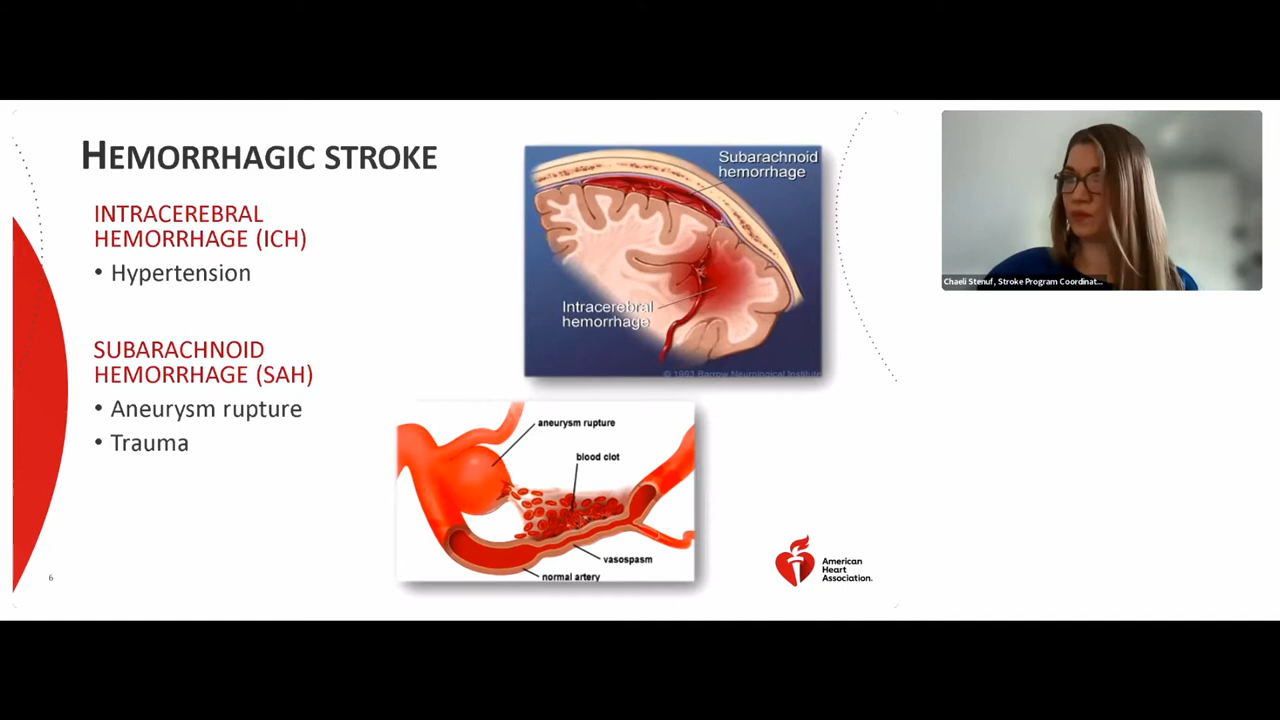 HEMORRHAGIC STROKE
INTRACEREBRAL
HEMORRHAGE (ICH)
• Hypertension
SUBARACHNOID
HEMORRHAGE (SAH)
• Aneurysm rupture
• Trauma
Subarachnoid
hemorrhage
Intracerebral
hemorrhage
© 1993 Barrow Neurological Institute
aneurysm rupture
blood clot
vasospasm
normal artery
6
American
Heart
Association.
Chaeli Stenuf, Stroke Program Coordinat...